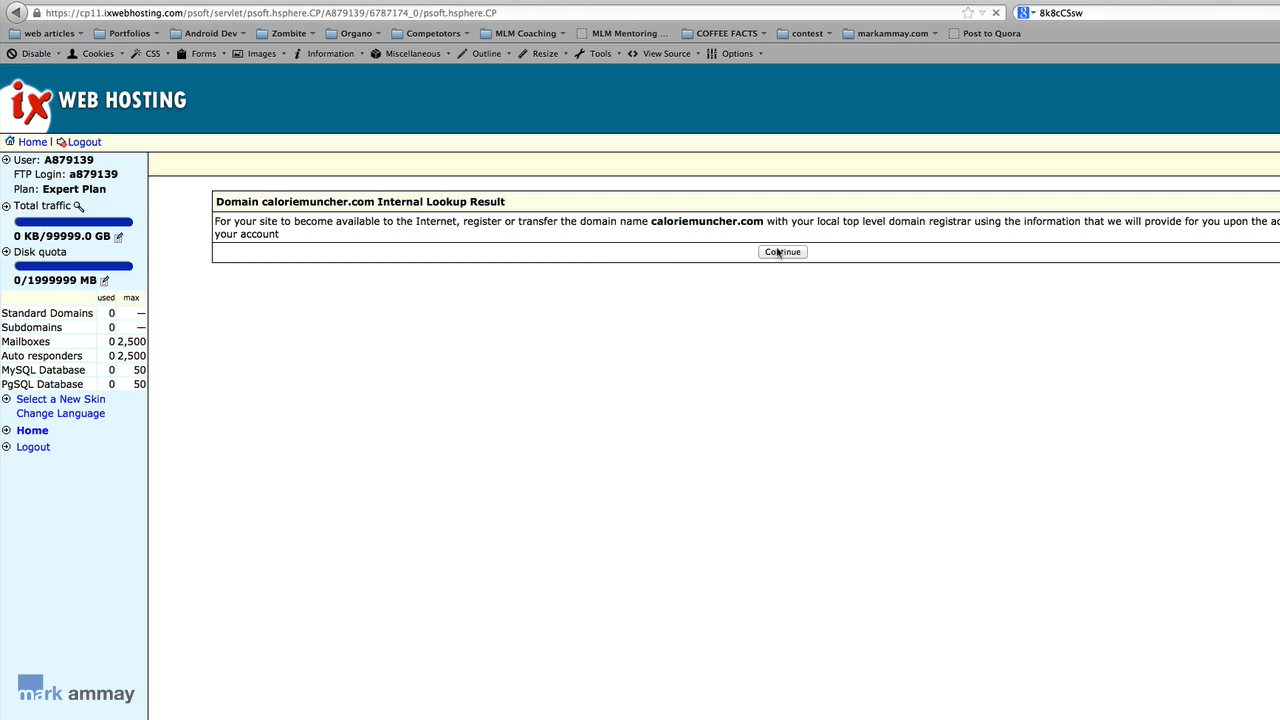 https://cp11.ixwebhosting.com/psoft/servlet/psoft.hsphere.CP/A879139/6787174_0/psoft.hsphere.CP 8k8cCSsw
web articles Portfolios Android Dev Zombite Organo Competetors MLM Coaching MLM Mentoring ... COFFEE FACTS contest markammay.com Post to Quora
Disable Cookies CSS Forms Images Information Miscellaneous Outline Resize Tools View Source Options
ix WEB HOSTING
Home | Logout
User: A879139
FTP Login: a879139
Plan: Expert Plan
Total traffic
0 KB/99999.0 GB
Disk quota
0/1999999 MB
used max
Standard Domains 0 —
Subdomains 0 —
Mailboxes 0 2,500
Auto responders 0 2,500
MySQL Database 0 50
PgSQL Database 0 50
Select a New Skin
Change Language
Home
Logout
Domain caloriemuncher.com Internal Lookup Result
For your site to become available to the Internet, register or transfer the domain name caloriemuncher.com with your local top level domain registrar using the information that we will provide for you upon the
your account
Continue
mark ammay